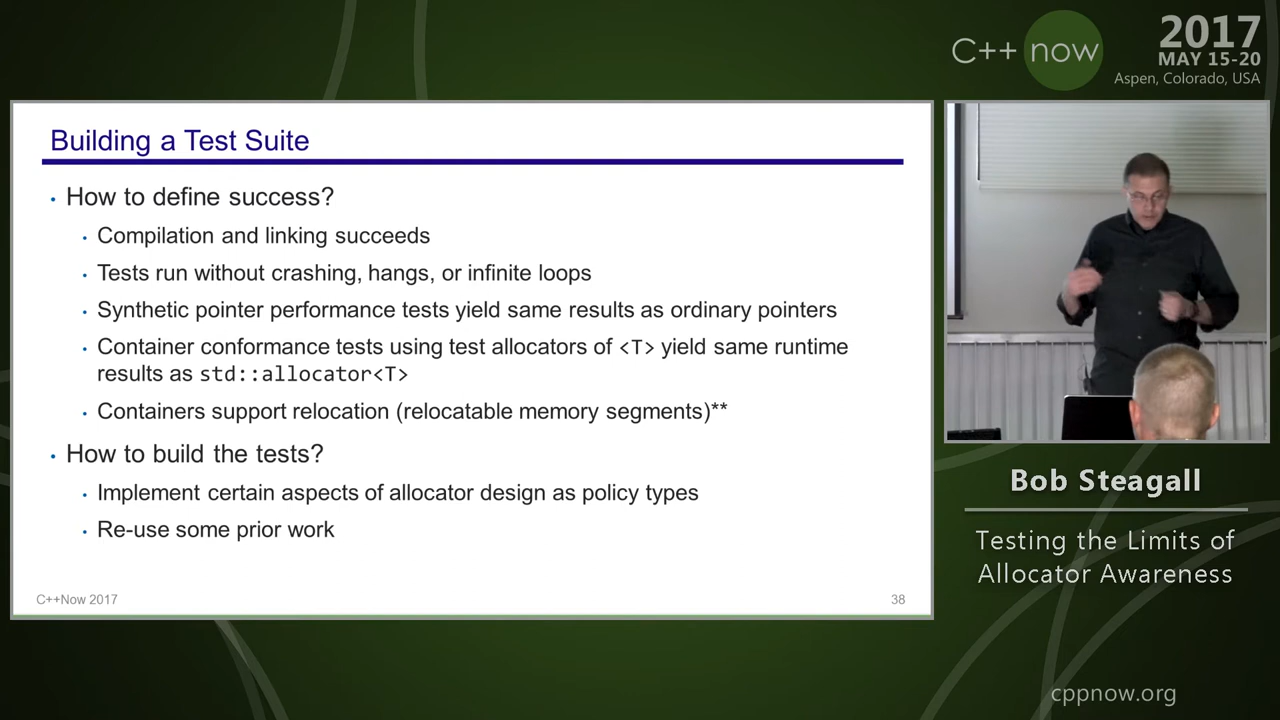 C++ now
2017
MAY 15-20
Aspen, Colorado, USA
Building a Test Suite
• How to define success?
• Compilation and linking succeeds
• Tests run without crashing, hangs, or infinite loops
• Synthetic pointer performance tests yield same results as ordinary pointers
• Container conformance tests using test allocators of <T> yield same runtime
results as std::allocator<T>
• Containers support relocation (relocatable memory segments)**
• How to build the tests?
• Implement certain aspects of allocator design as policy types
• Re-use some prior work
C++Now 2017
38
Bob Steagall
Testing the Limits of
Allocator Awareness
cppnow.org